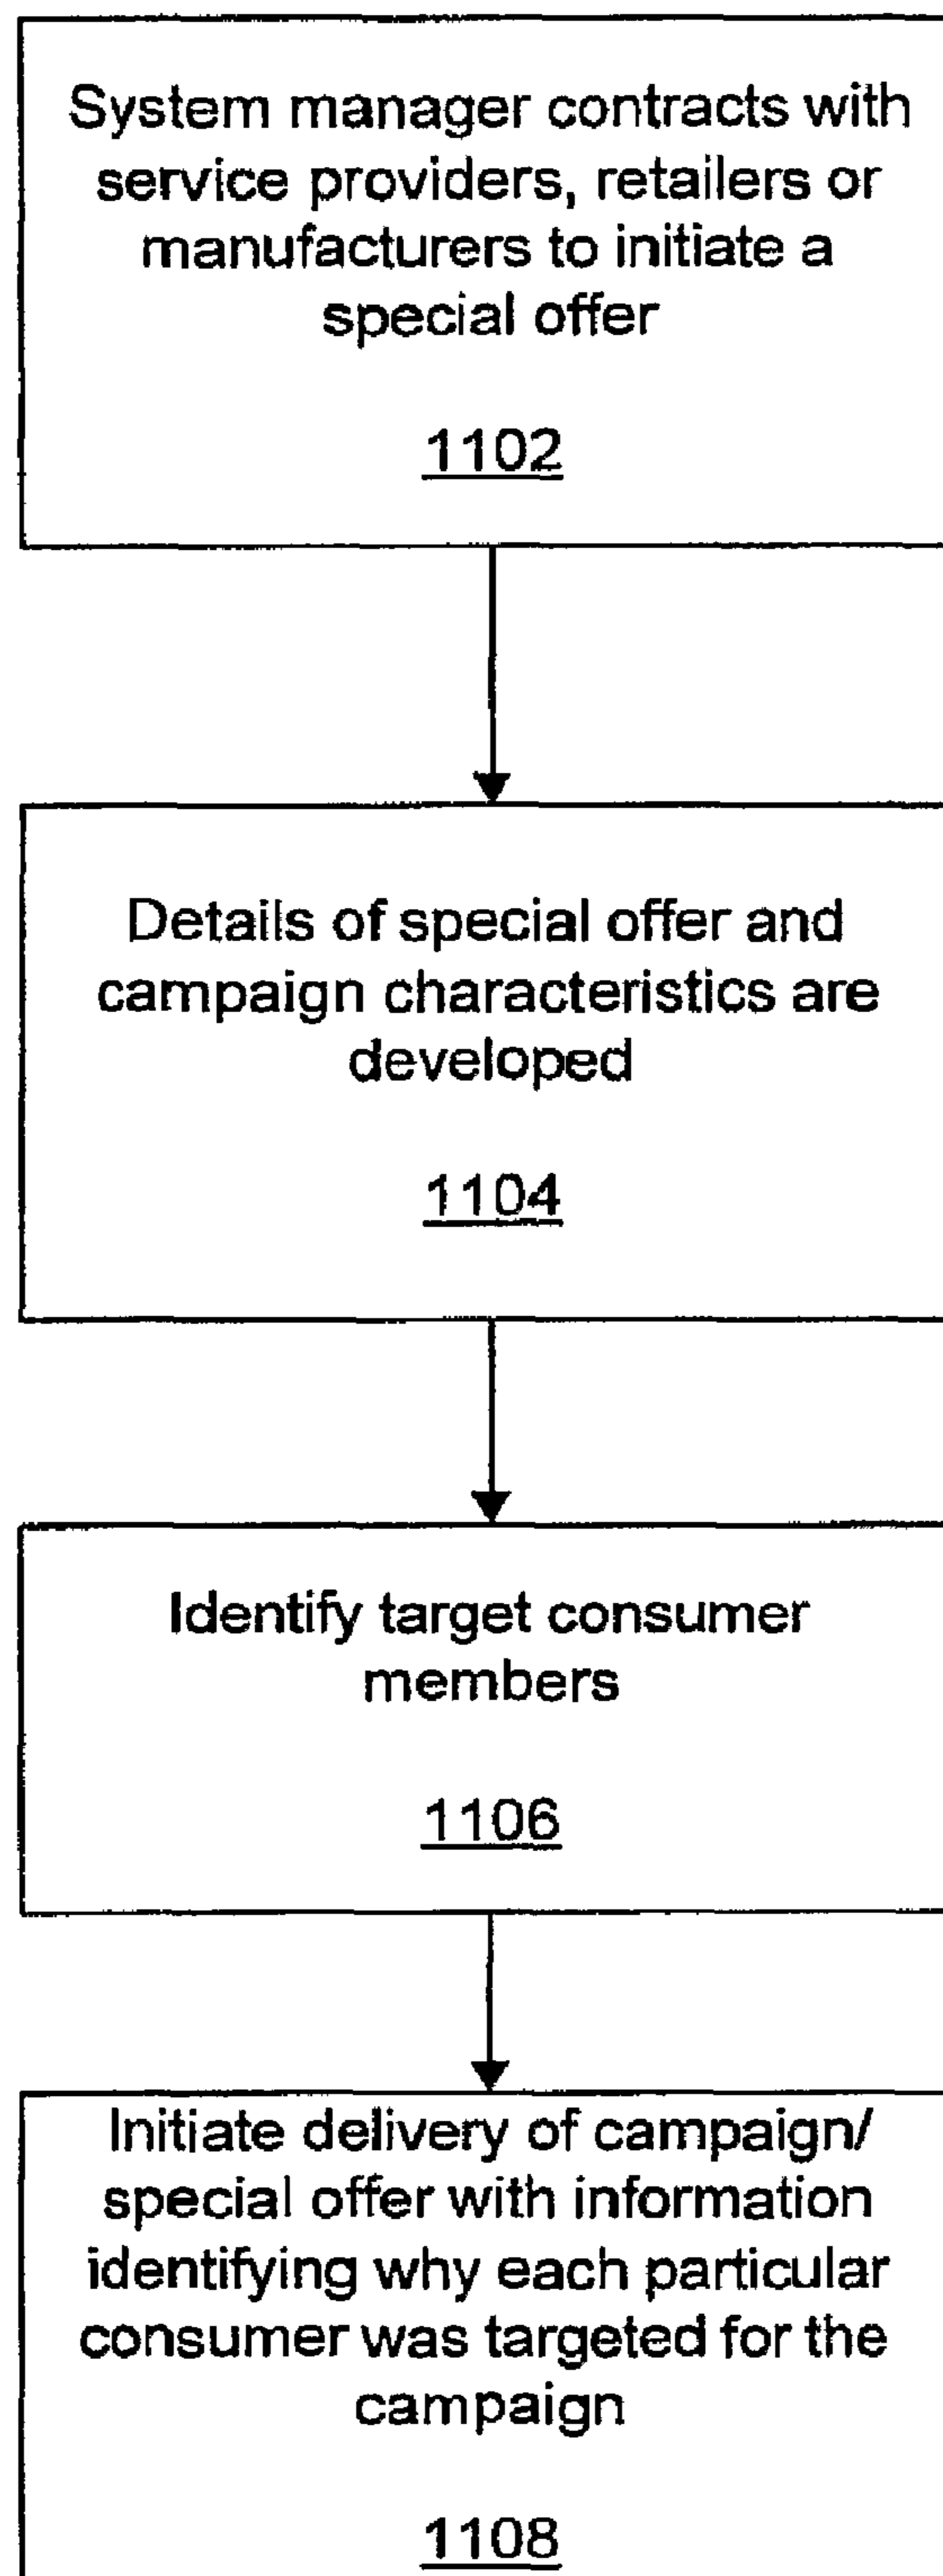 System manager contracts with
service providers, retailers or
manufacturers to initiate a
special offer
1102
Details of special offer and
campaign characteristics are
developed
1104
Identify target consumer
members
1106
Initiate delivery of campaign/
special offer with information
identifying why each particular
consumer was targeted for the
campaign
1108